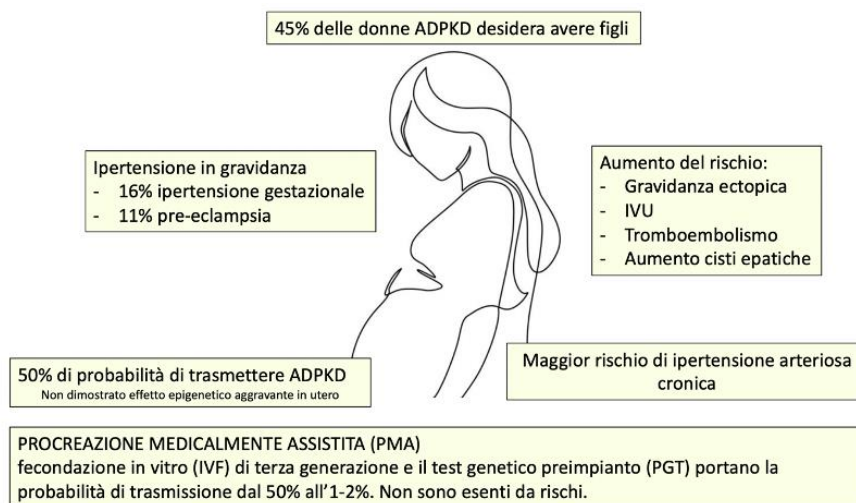 45% delle donne ADPKD desidera avere figli
Ipertensione in gravidanza
- 16% ipertensione gestazionale
- 11% pre-eclampsia
Aumento del rischio:
- Gravidanza ectopica
- IVU
- Tromboembolismo
- Aumento cisti epatiche
50% di probabilità di trasmettere ADPKD
Non dimostrato effetto epigenetico aggravante in utero
Maggior rischio di ipertensione arteriosa
cronica
PROCREAZIONE MEDICALMENTE ASSISTITA (PMA)
fecondazione in vitro (IVF) di terza generazione e il test genetico preimpianto (PGT) portano la
probabilità di trasmissione dal 50% all'1-2%. Non sono esenti da rischi.